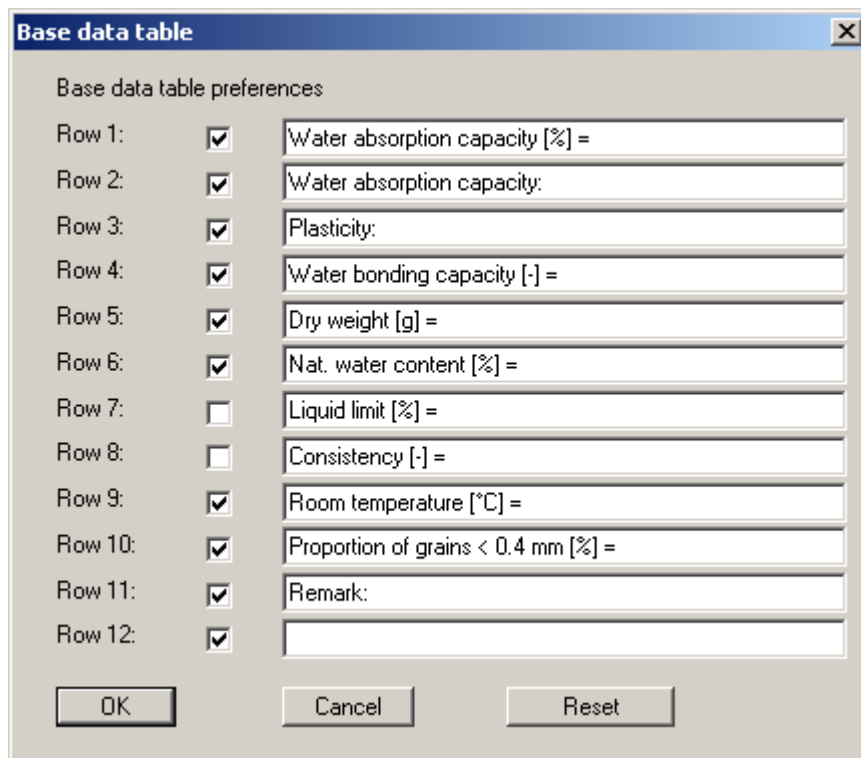 Base data table
Base data table preferences
Row 1: Water absorption capacity [%] =
Row 2: Water absorption capacity:
Row 3: Plasticity:
Row 4: Water bonding capacity [-] =
Row 5: Dry weight [g] =
Row 6: Nat. water content [%] =
Row 7: Liquid limit [%] =
Row 8: Consistency [-] =
Row 9: Room temperature [°C] =
Row 10: Proportion of grains < 0.4 mm [%] =
Row 11: Remark:
Row 12:
OK Cancel Reset